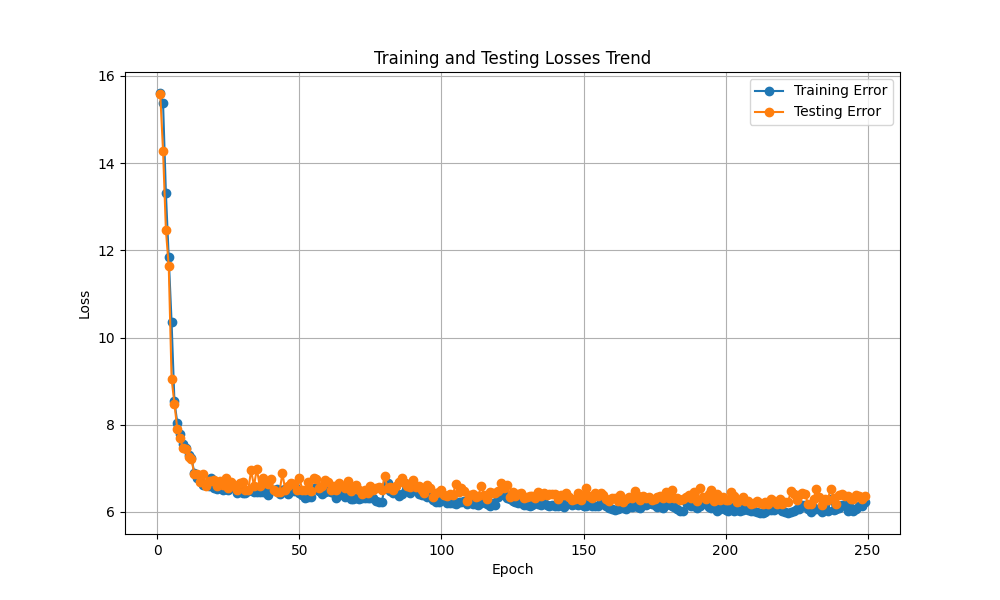 Training and Testing Losses Trend
Training Error
Testing Error
16
14
12
10
8
6
Loss
0
50
100
150
200
250
Epoch